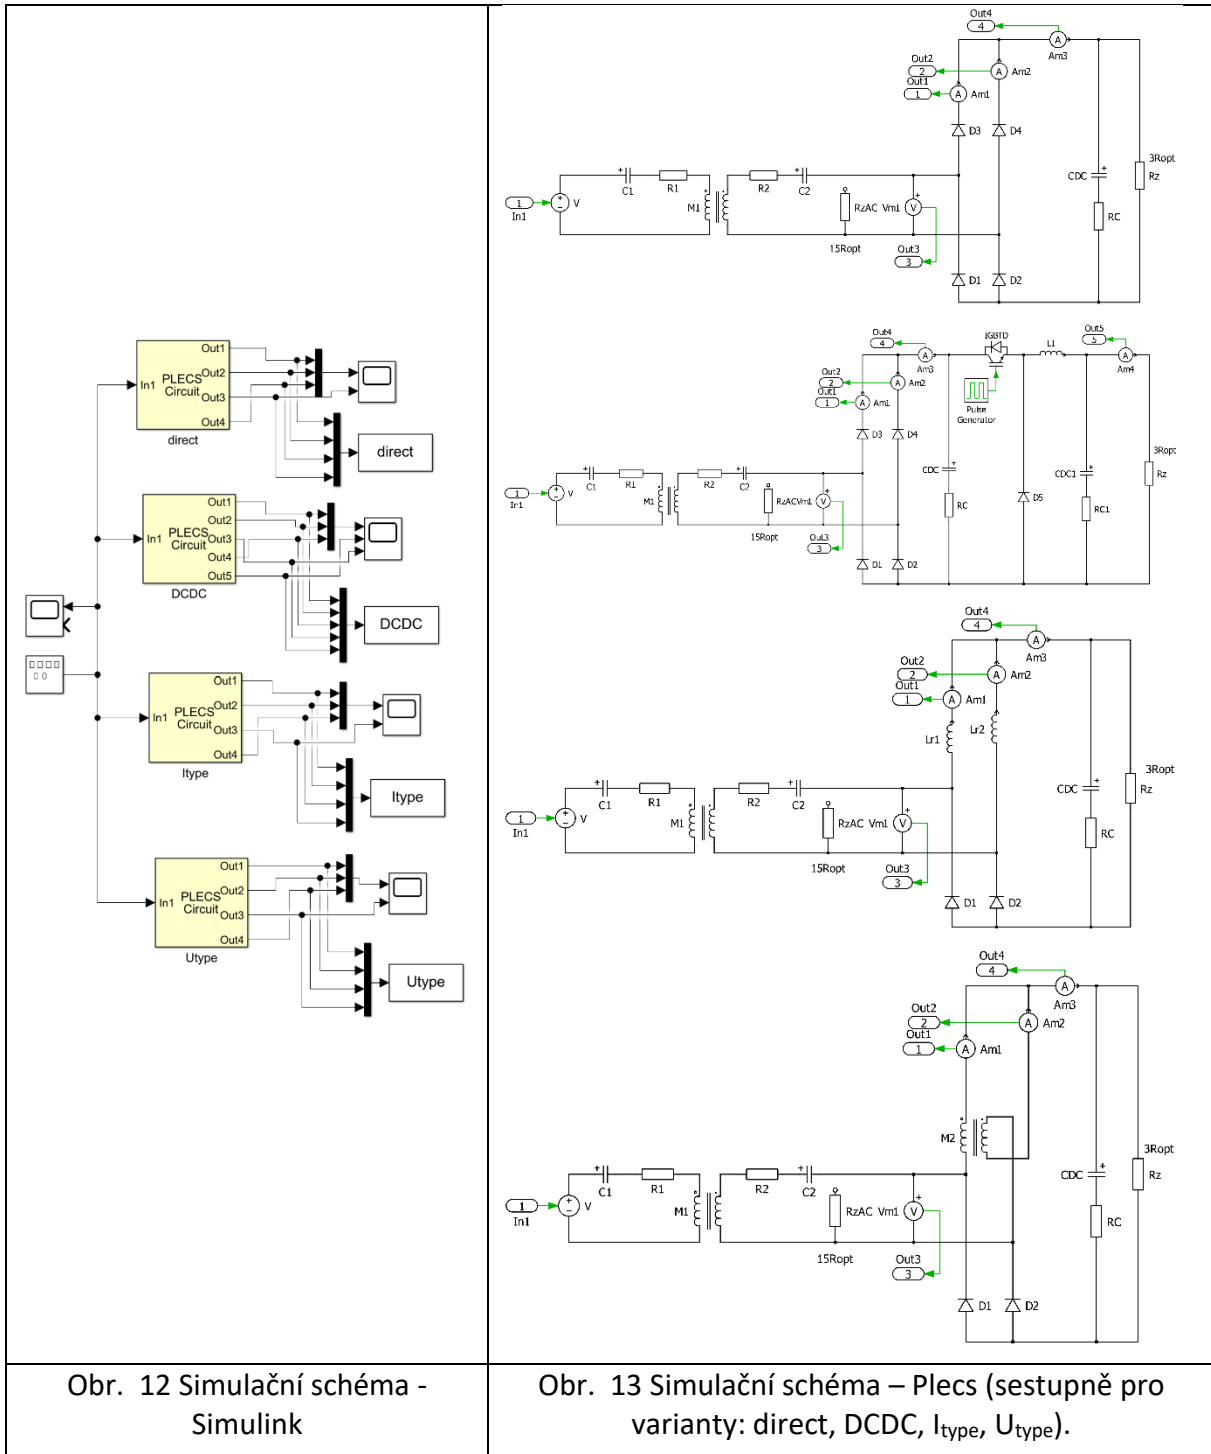 Out1
Out2
Out3
Out4
In1
PLECS
Circuit
direct
direct
Out1
Out2
Out3
Out4
Out5
In1
PLECS
Circuit
DCDC
DCDC
Out1
Out2
Out3
Out4
In1
PLECS
Circuit
Itype
Itype
Out1
Out2
Out3
Out4
In1
PLECS
Circuit
Utype
Utype
Out4
4
A
Am3
Out2
2
A
Am2
Out1
1
A
Am1
D3
D4
3Ropt
CDC
Rz
RC
C1
R1
M1
R2
C2
1
In1
V
RzAC
Vm1
V
15Ropt
Out3
3
D1
D2
Out4
4
A
Am3
IGBTD
L1
Out5
5
A
Am4
Out2
2
A
Am2
Out1
1
A
Am1
Pulse
Generator
D3
D4
3Ropt
CDC
CDC1
Rz
RC
D5
RC1
C1
R1
M1
R2
C2
1
In1
V
RzAC
Vm1
V
15Ropt
Out3
3
D1
D2
Out4
4
A
Am3
Out2
2
A
Am2
Out1
1
A
Am1
Lr1
Lr2
3Ropt
CDC
Rz
RC
C1
R1
M1
R2
C2
1
In1
V
RzAC
Vm1
V
15Ropt
Out3
3
D1
D2
Out4
4
A
Am3
Out2
2
A
Am2
Out1
1
A
Am1
M2
3Ropt
CDC
Rz
RC
C1
R1
M1
R2
C2
1
In1
V
RzAC
Vm1
V
15Ropt
Out3
3
D1
D2
Obr. 12 Simulační schéma -
Simulink
Obr. 13 Simulační schéma – Plecs (sestupně pro
varianty: direct, DCDC, Itype, Utype).